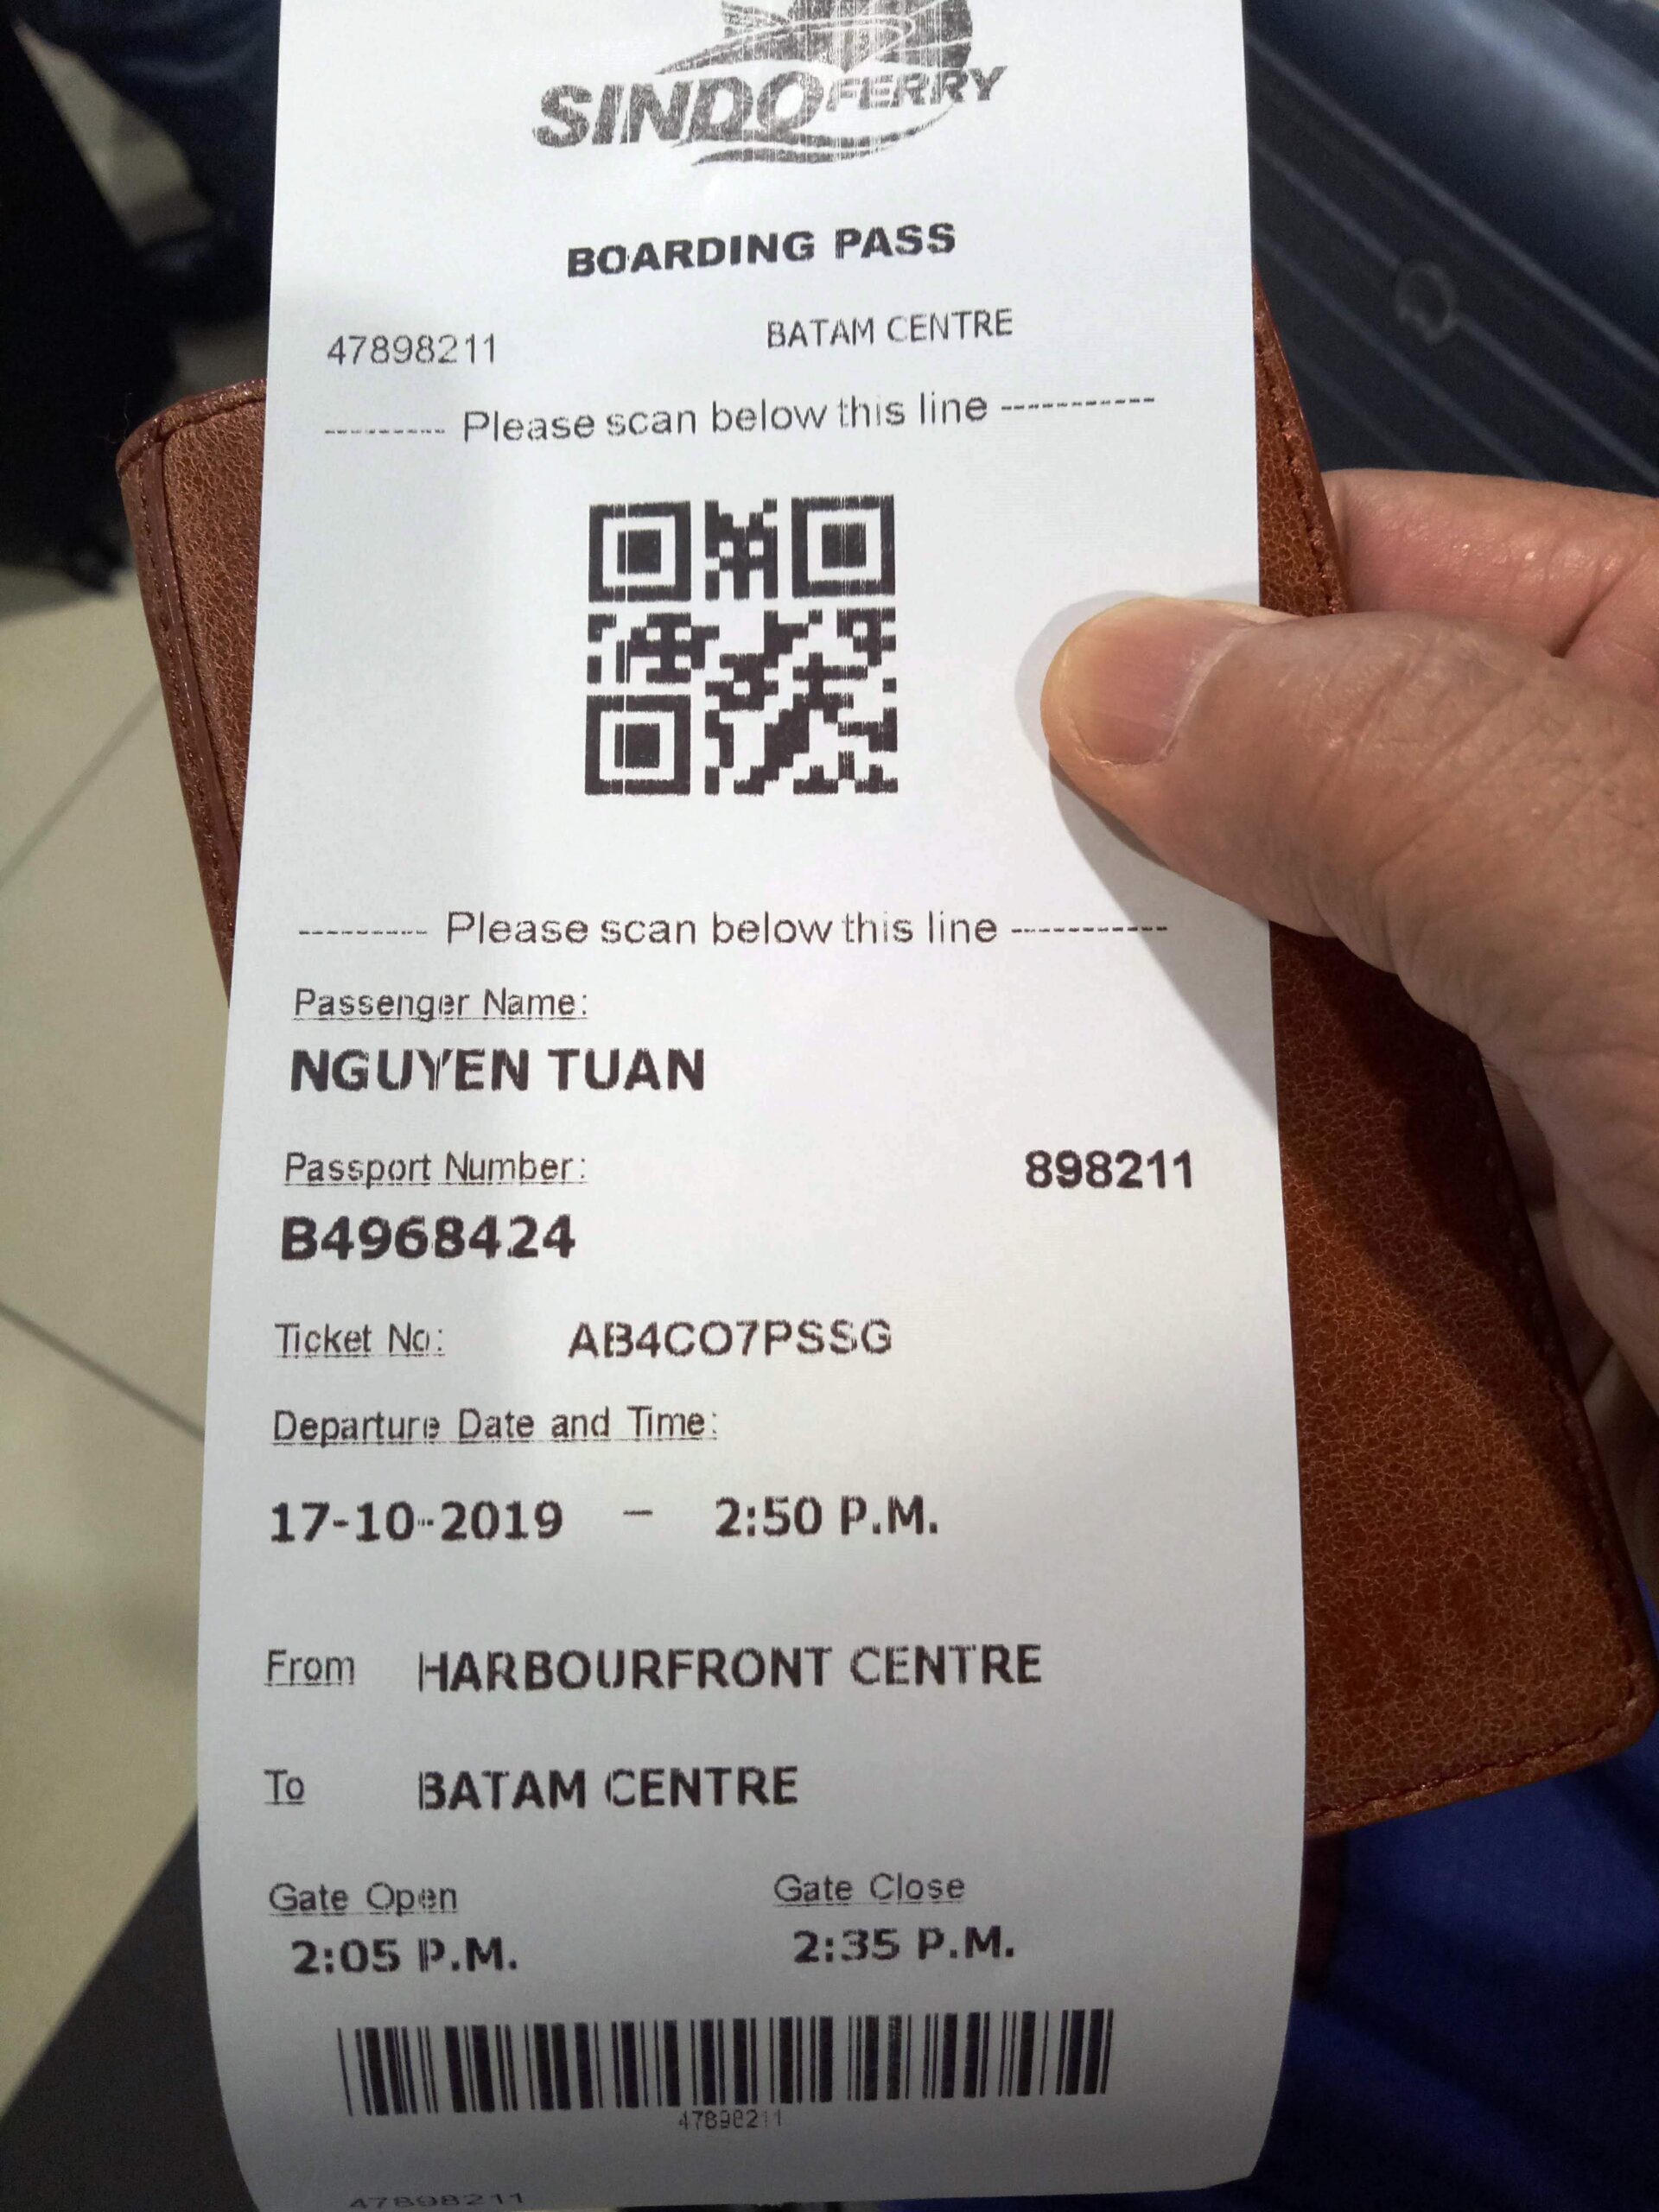 SINDO FERRY
BOARDING PASS
47898211 BATAM CENTRE
--------- Please scan below this line -----------
--------- Please scan below this line -----------
Passenger Name:
NGUYEN TUAN
Passport Number: 898211
B4968424
Ticket No: AB4CO7PSSG
Departure Date and Time:
17-10-2019 – 2:50 P.M.
From HARBOURFRONT CENTRE
To BATAM CENTRE
Gate Open Gate Close
2:05 P.M. 2:35 P.M.
47898211
47898211